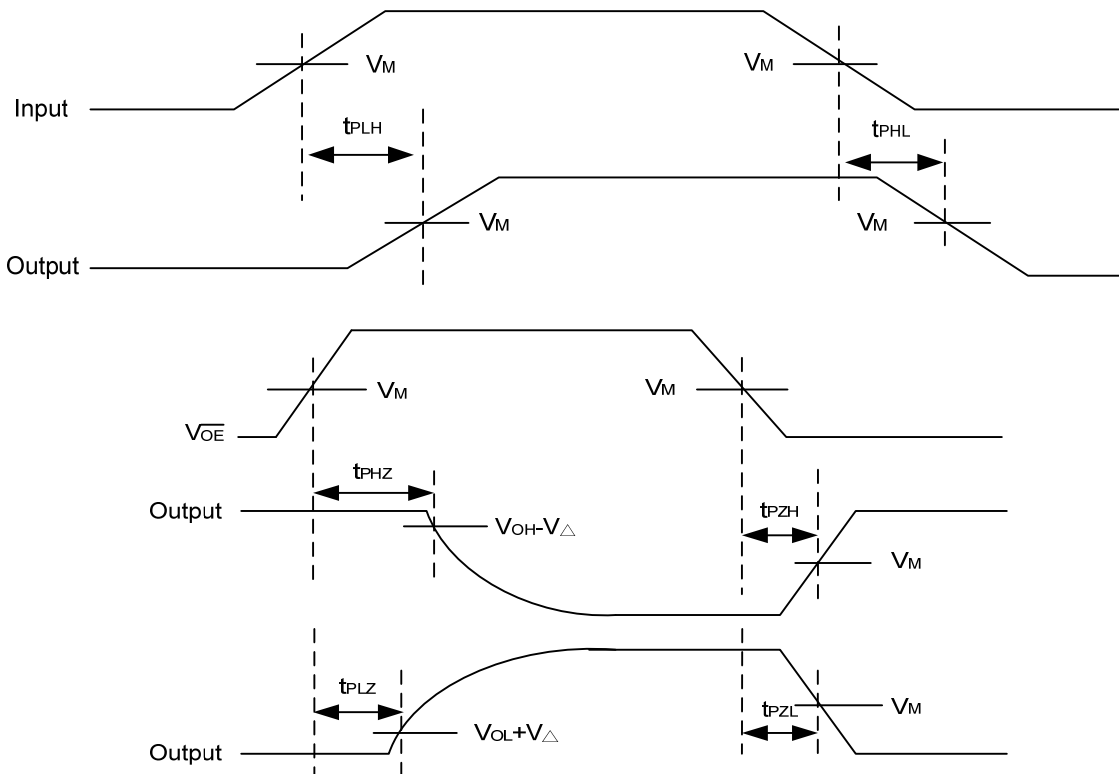 VM VM
Input
tPLH tPHL
VM VM
Output
VM VM
VOE
tPHZ
Output VOH-V△ tPZH
VM
tPLZ VM
tPZL
VOL+V△
Output